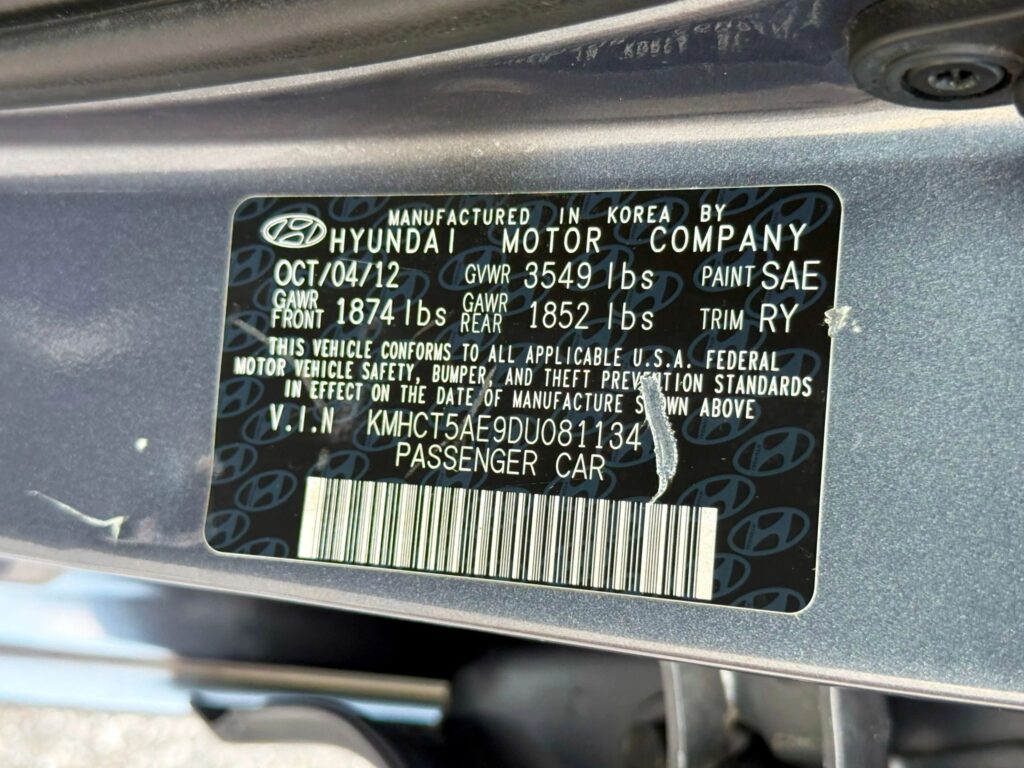 MANUFACTURED IN KOREA BY
HYUNDAI MOTOR COMPANY
OCT/04/12 GVWR 3549 lbs PAINT SAE
GAWR FRONT 1874 lbs GAWR REAR 1852 lbs TRIM RY
THIS VEHICLE CONFORMS TO ALL APPLICABLE U.S.A. FEDERAL
MOTOR VEHICLE SAFETY, BUMPER, AND THEFT PREVENTION STANDARDS
IN EFFECT ON THE DATE OF MANUFACTURE SHOWN ABOVE
V.I.N KMHCT5AE9DU081134
PASSENGER CAR